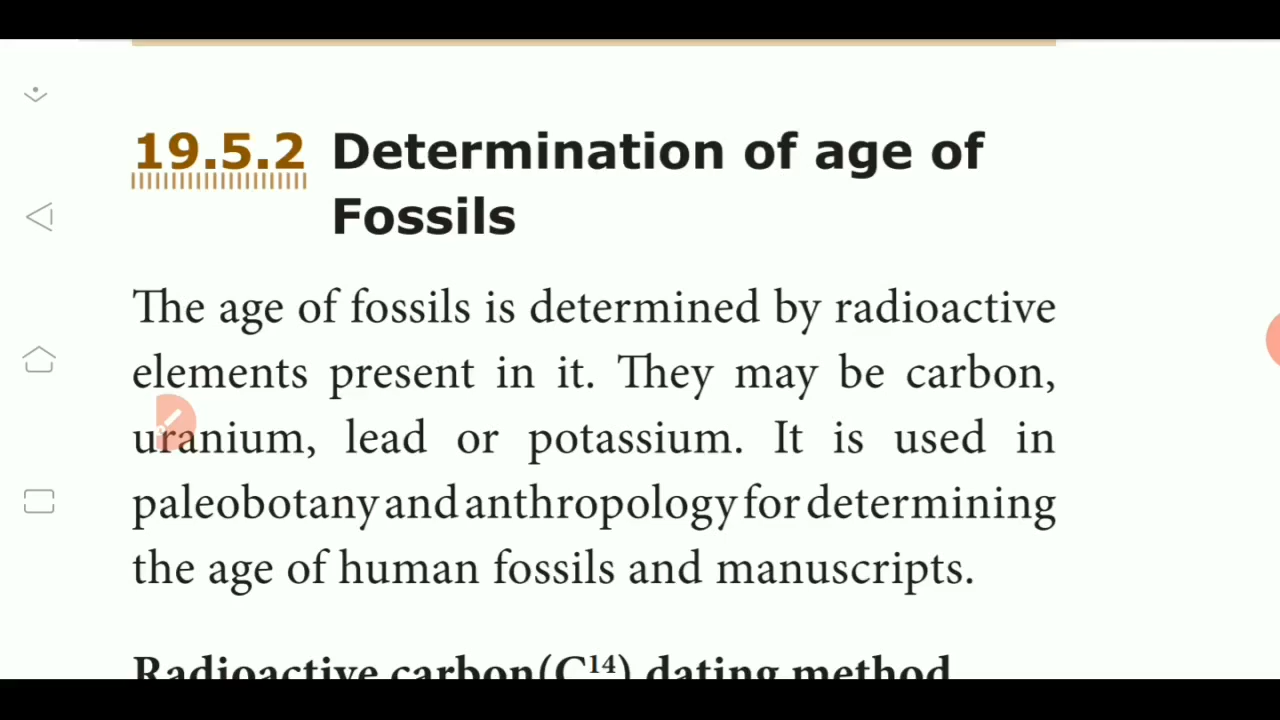 19.5.2 Determination of age of
Fossils
The age of fossils is determined by radioactive
elements present in it. They may be carbon,
uranium, lead or potassium. It is used in
paleobotany and anthropology for determining
the age of human fossils and manuscripts.
Radioactive carbon(C¹⁴) dating method